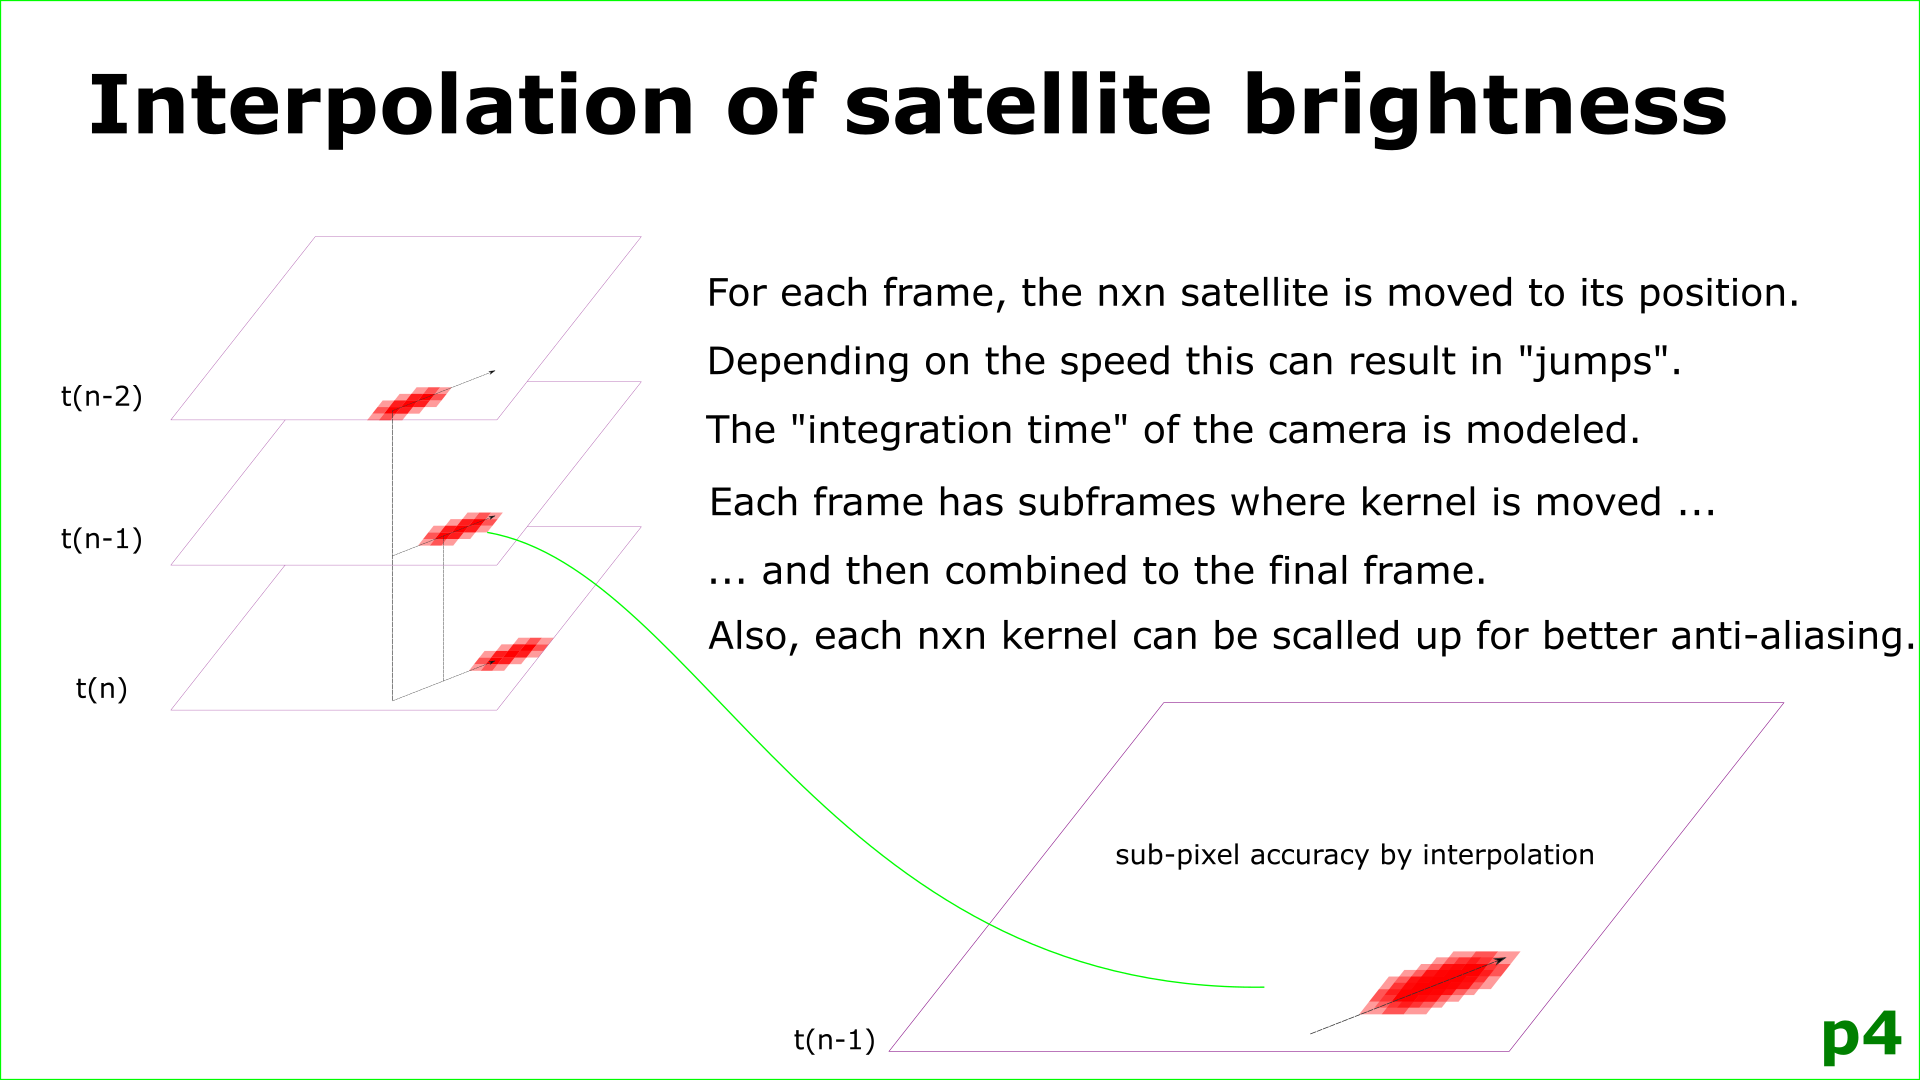 Interpolation of satellite brightness
For each frame, the nxn satellite is moved to its position.
Depending on the speed this can result in "jumps".
The "integration time" of the camera is modeled.
Each frame has subframes where kernel is moved ...
... and then combined to the final frame.
Also, each nxn kernel can be scalled up for better anti-aliasing.
t(n-2)
t(n-1)
t(n)
sub-pixel accuracy by interpolation
t(n-1)
p4